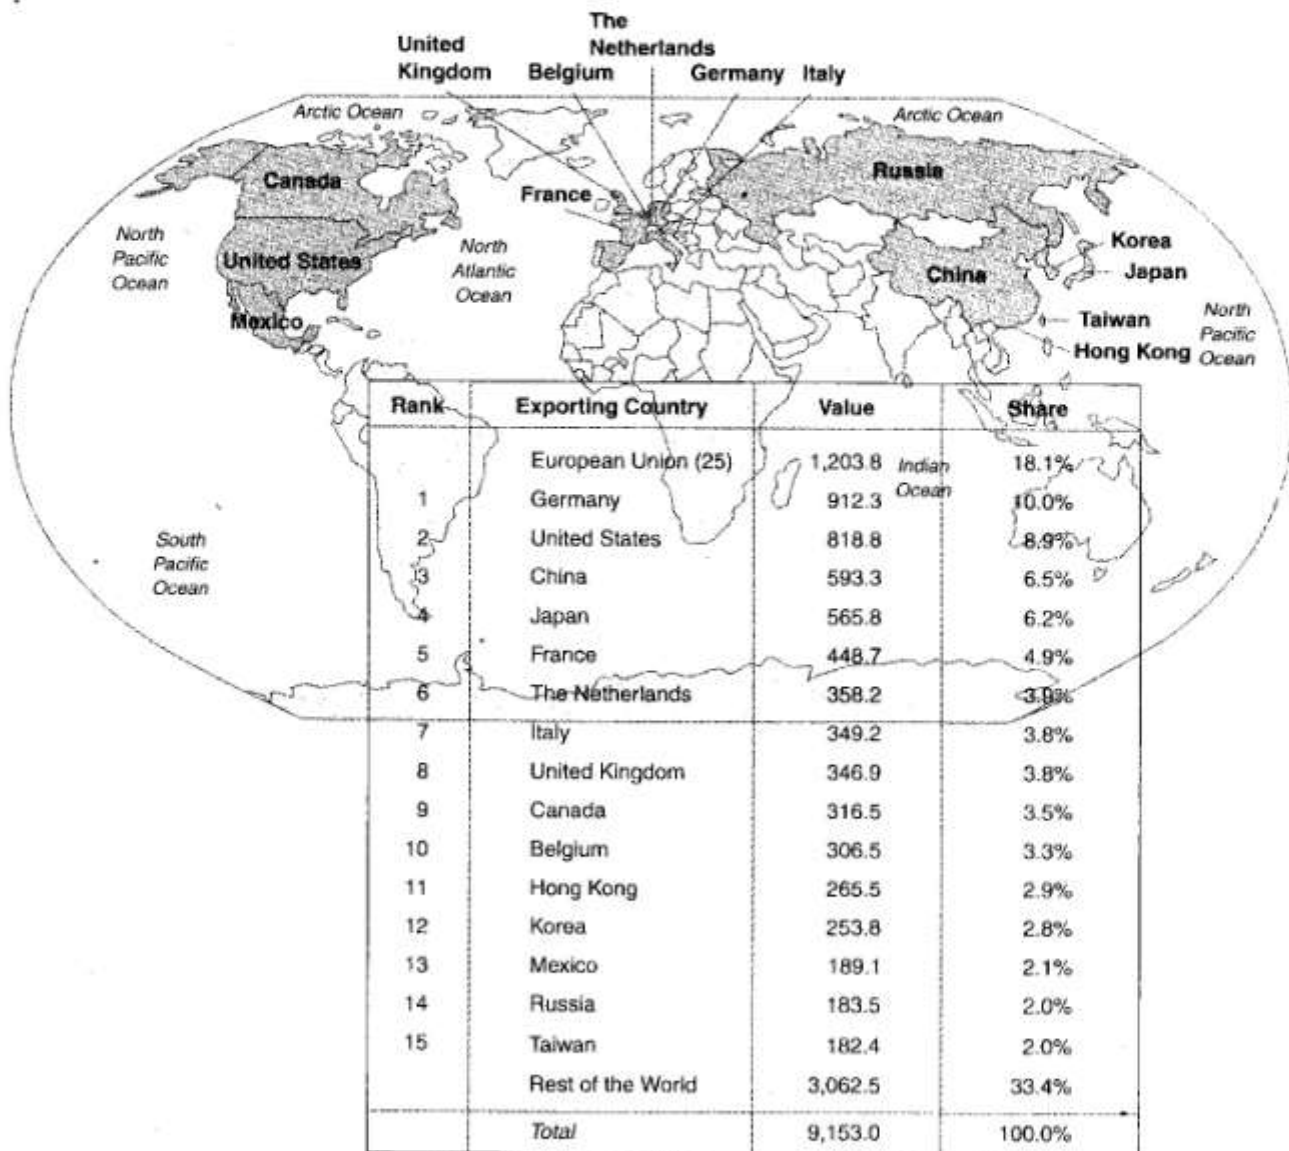 The
Netherlands
United
Kingdom
Belgium
Germany
Italy
Arctic Ocean
Arctic Ocean
Canada
Russia
France
North
Pacific
Ocean
United States
North
Atlantic
Ocean
China
Korea
Japan
Mexico
Taiwan
Hong Kong
North
Pacific
Ocean
Indian
Ocean
South
Pacific
Ocean
Rank Exporting Country Value Share
European Union (25) 1,203.8 18.1%
1 Germany 912.3 10.0%
2 United States 818.8 8.9%
3 China 593.3 6.5%
4 Japan 565.8 6.2%
5 France 448.7 4.9%
6 The Netherlands 358.2 3.9%
7 Italy 349.2 3.8%
8 United Kingdom 346.9 3.8%
9 Canada 316.5 3.5%
10 Belgium 306.5 3.3%
11 Hong Kong 265.5 2.9%
12 Korea 253.8 2.8%
13 Mexico 189.1 2.1%
14 Russia 183.5 2.0%
15 Taiwan 182.4 2.0%
Rest of the World 3,062.5 33.4%
Total 9,153.0 100.0%